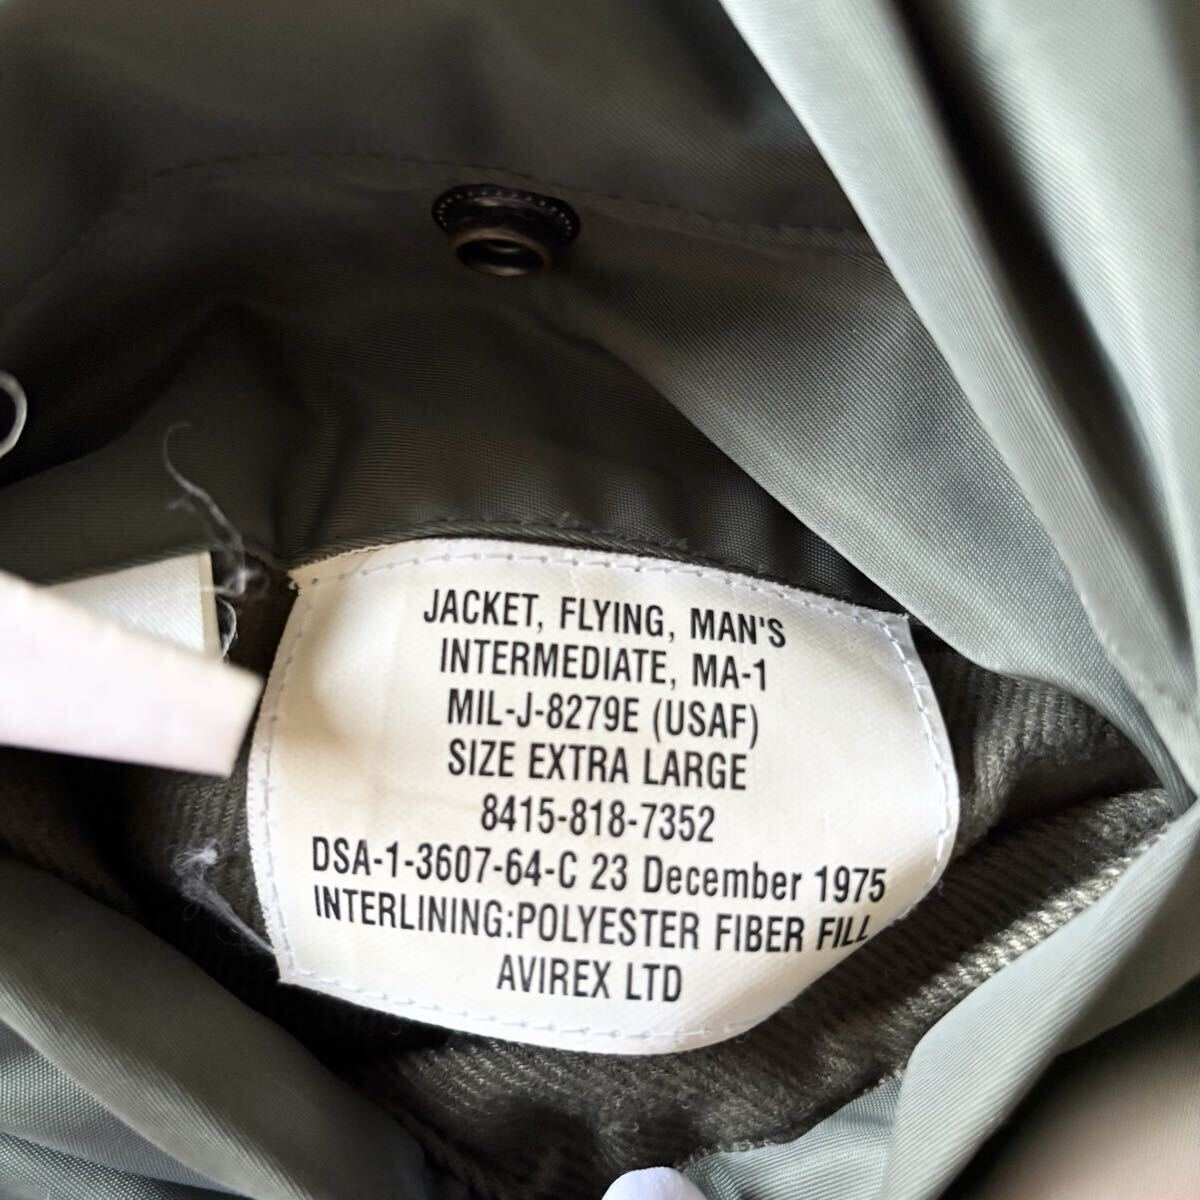 JACKET, FLYING, MAN'S
INTERMEDIATE, MA-1
MIL-J-8279E (USAF)
SIZE EXTRA LARGE
8415-818-7352
DSA-1-3607-64-C 23 December 1975
INTERLINING:POLYESTER FIBER FILL
AVIREX LTD